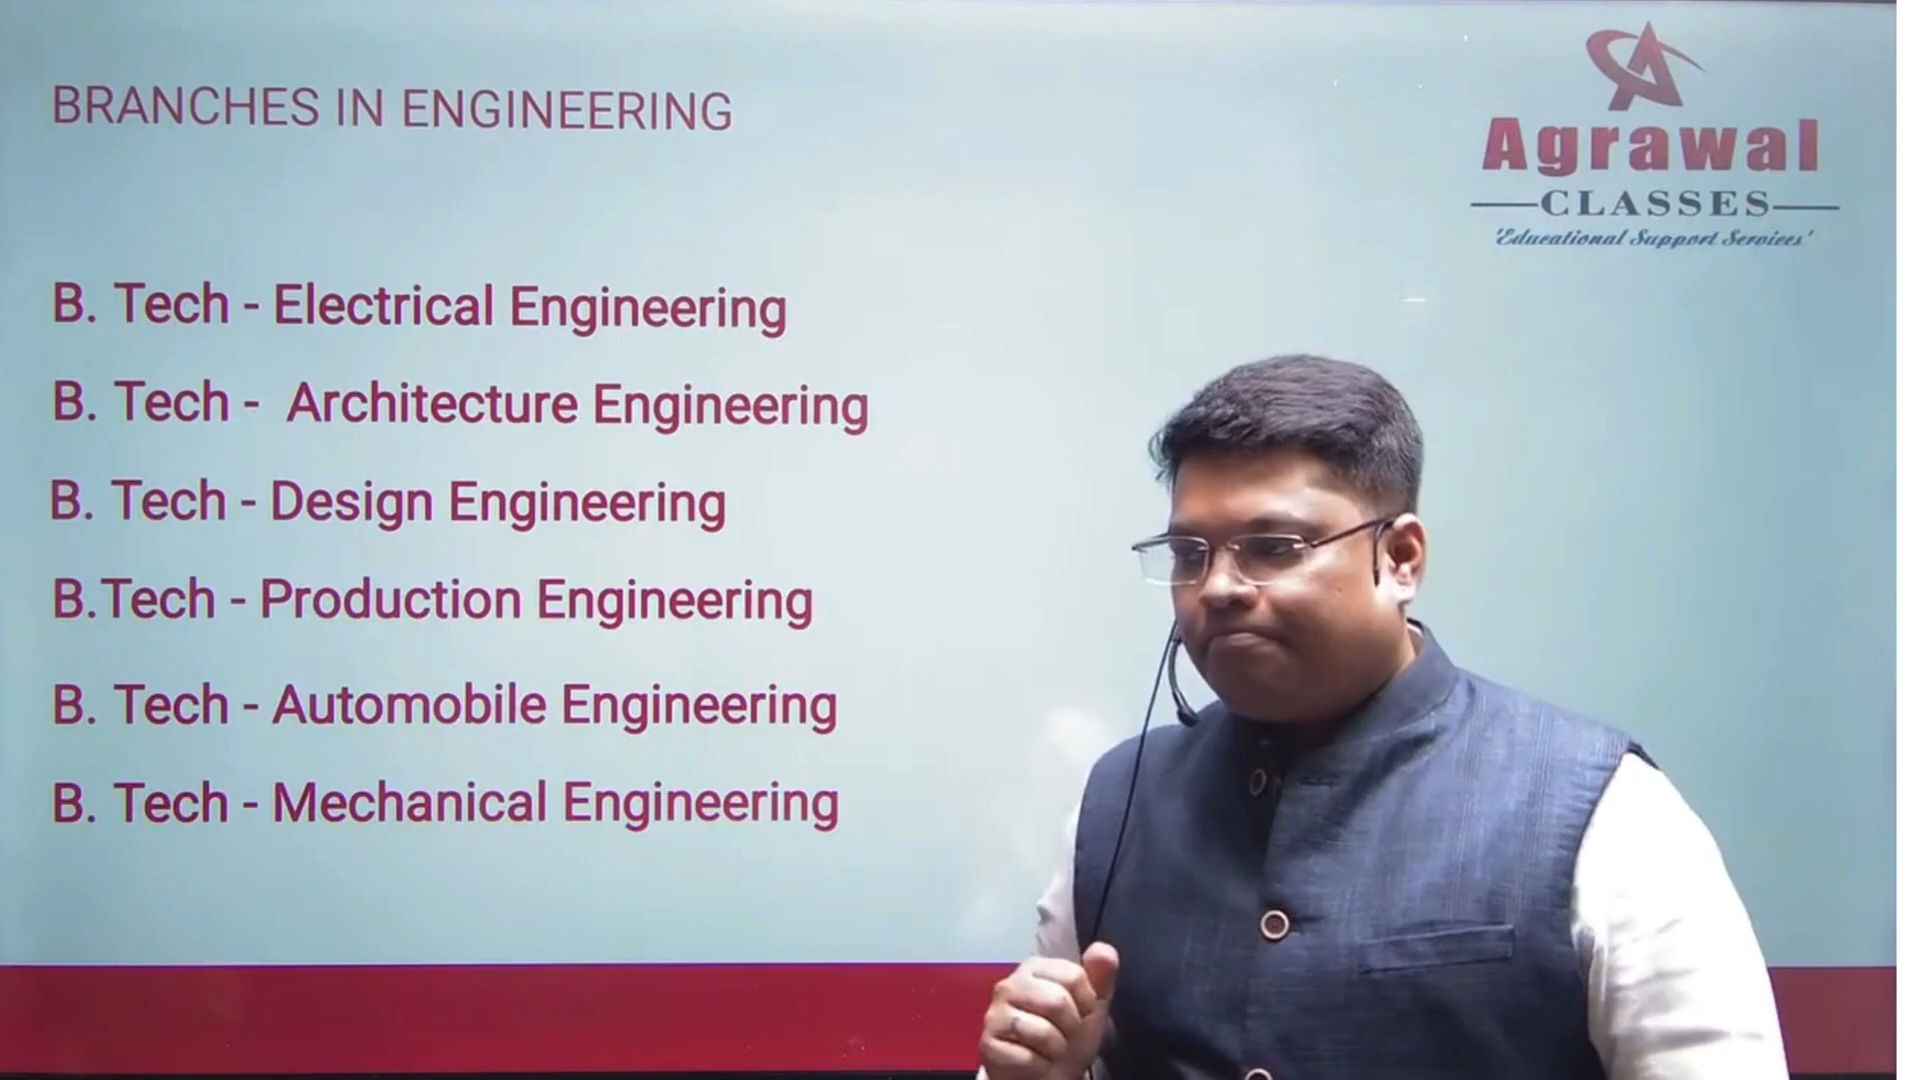 BRANCHES IN ENGINEERING
Agrawal
CLASSES
'Educational Support Services'
B. Tech - Electrical Engineering
B. Tech - Architecture Engineering
B. Tech - Design Engineering
B.Tech - Production Engineering
B. Tech - Automobile Engineering
B. Tech - Mechanical Engineering